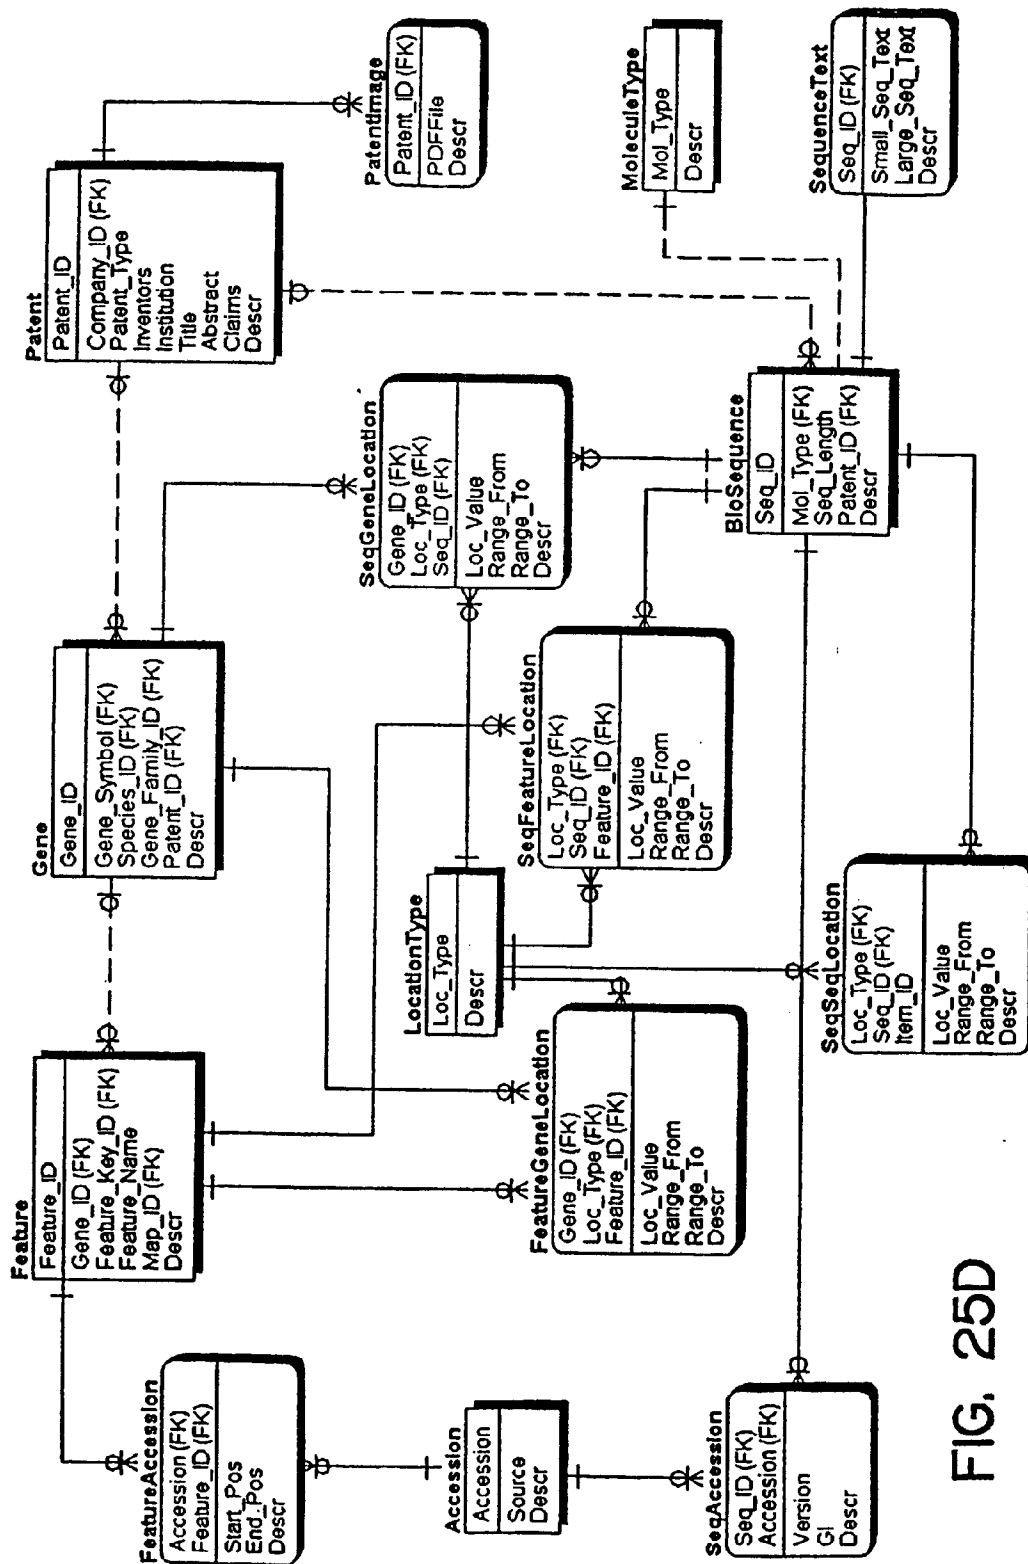 Feature
Feature_ID
Gene_ID (FK)
Feature_Key_ID (FK)
Feature_Name
Map_ID (FK)
Descr
Gene
Gene_ID
Gene_Symbol (FK)
Species_ID (FK)
Gene_Family_ID (FK)
Patent_ID (FK)
Descr
Patent
Patent_ID
Company_ID (FK)
Patent_Type
Inventors
Institution
Title
Abstract
Claims
Descr
PatentImage
Patent_ID (FK)
PDFFile
Descr
FeatureAccession
Accession (FK)
Feature_ID (FK)
Start_Pos
End_Pos
Descr
SeqGeneLocation
Gene_ID (FK)
Loc_Type (FK)
Seq_ID (FK)
Loc_Value
Range_From
Range_To
Descr
LocationType
Loc_Type
Descr
Accession
Accession
Source
Descr
FeatureGeneLocation
Gene_ID (FK)
Loc_Type (FK)
Feature_ID (FK)
Loc_Value
Range_From
Range_To
Descr
SeqFeatureLocation
Loc_Type (FK)
Seq_ID (FK)
Feature_ID (FK)
Loc_Value
Range_From
Range_To
Descr
MoleculeType
Mol_Type
Descr
BioSequence
Seq_ID
Mol_Type (FK)
Seq_Length
Patent_ID (FK)
Descr
SequenceText
Seq_ID (FK)
Small_Seq_Text
Large_Seq_Text
Descr
SeqAccession
Seq_ID (FK)
Accession (FK)
Version
GI
Descr
SeqSeqLocation
Loc_Type (FK)
Seq_ID (FK)
Item_ID
Loc_Value
Range_From
Range_To
Descr
FIG. 25D